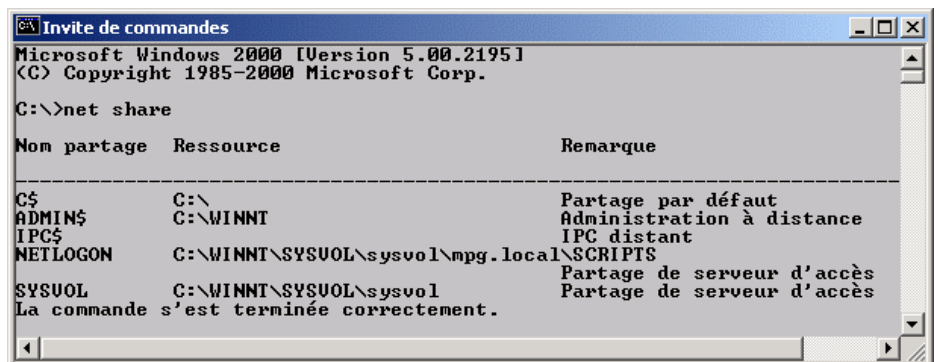 Invite de commandes
Microsoft Windows 2000 [Version 5.00.2195]
(C) Copyright 1985-2000 Microsoft Corp.
C:\>net share
Nom partage  Ressource                       Remarque
-------------------------------------------------------------------------------
C$           C:\                             Partage par défaut
ADMIN$       C:\WINNT                        Administration à distance
IPC$                                         IPC distant
NETLOGON     C:\WINNT\SYSVOL\sysvol\mpg.local\SCRIPTS
                                             Partage de serveur d'accès
SYSVOL       C:\WINNT\SYSVOL\sysvol          Partage de serveur d'accès
La commande s'est terminée correctement.